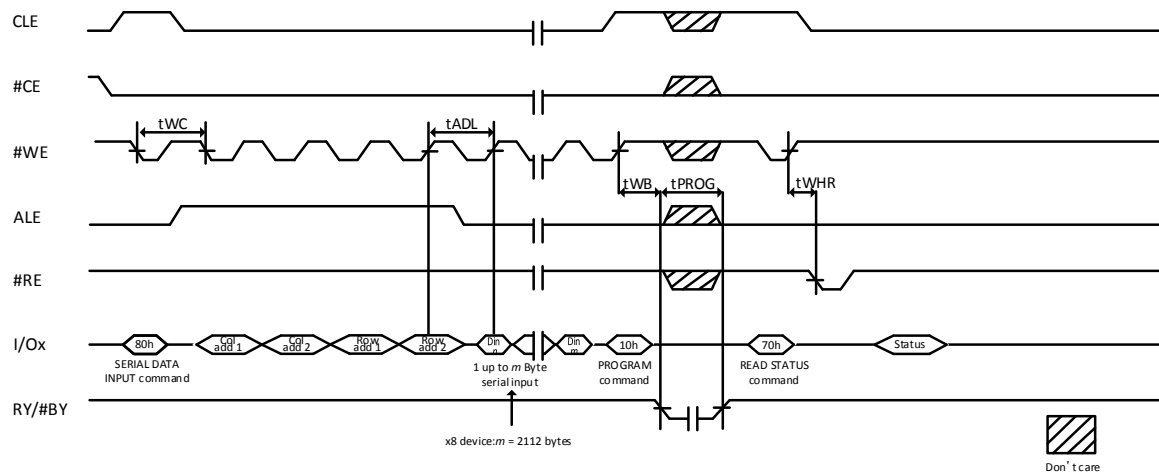 CLE
#CE
tWC
tADL
#WE
tWB
tPROG
tWHR
ALE
#RE
I/Ox
80h
Col
add 1
Col
add 2
Row
add 1
Row
add 2
Din
n
Din
m
10h
70h
Status
SERIAL DATA
INPUT command
1 up to m Byte
serial input
PROGRAM
command
READ STATUS
command
RY/#BY
x8 device:m = 2112 bytes
Don't care